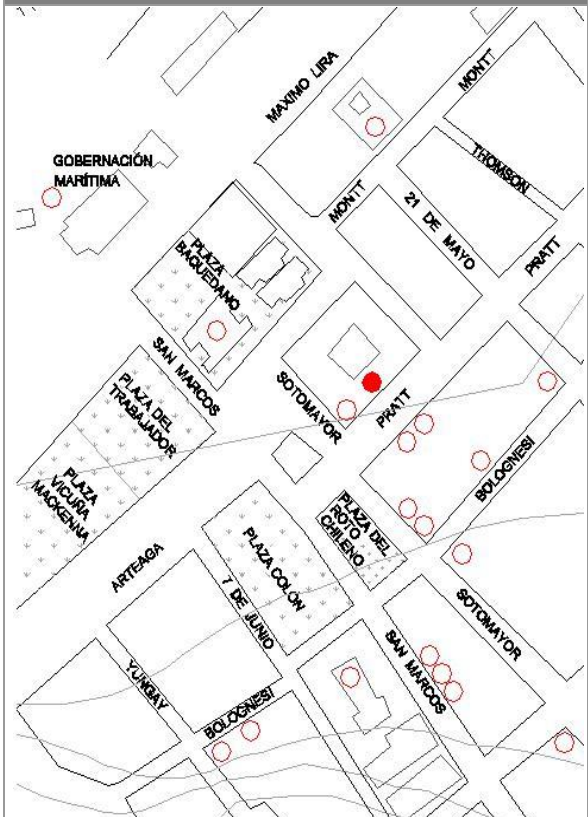 MAXIMO LIRA
MONTT
THOMSON
GOBERNACIÓN
MARÍTIMA
MONTT
21 DE MAYO
PRATT
PLAZA
BAQUEDANO
SAN MARCOS
SOTOMAYOR
PRATT
PLAZA DEL
TRABAJADOR
PLAZA
VICUÑA
MACKENNA
BOLOGNESI
PLAZA DEL
ROTO
CHILENO
PLAZA COLÓN
ARTEAGA
7 DE JUNIO
SOTOMAYOR
SAN MARCOS
YUNGAY
BOLOGNESI